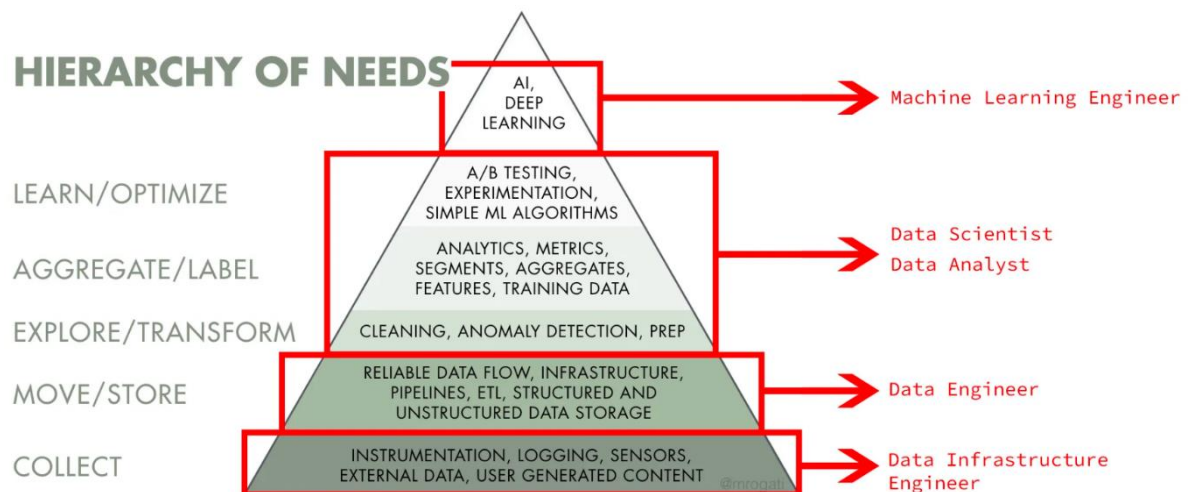 HIERARCHY OF NEEDS
AI,
DEEP
LEARNING
Machine Learning Engineer
LEARN/OPTIMIZE
A/B TESTING,
EXPERIMENTATION,
SIMPLE ML ALGORITHMS
AGGREGATE/LABEL
ANALYTICS, METRICS,
SEGMENTS, AGGREGATES,
FEATURES, TRAINING DATA
Data Scientist
Data Analyst
EXPLORE/TRANSFORM
CLEANING, ANOMALY DETECTION, PREP
MOVE/STORE
RELIABLE DATA FLOW, INFRASTRUCTURE,
PIPELINES, ETL, STRUCTURED AND
UNSTRUCTURED DATA STORAGE
Data Engineer
COLLECT
INSTRUMENTATION, LOGGING, SENSORS,
EXTERNAL DATA, USER GENERATED CONTENT
@mrogati
Data Infrastructure
Engineer